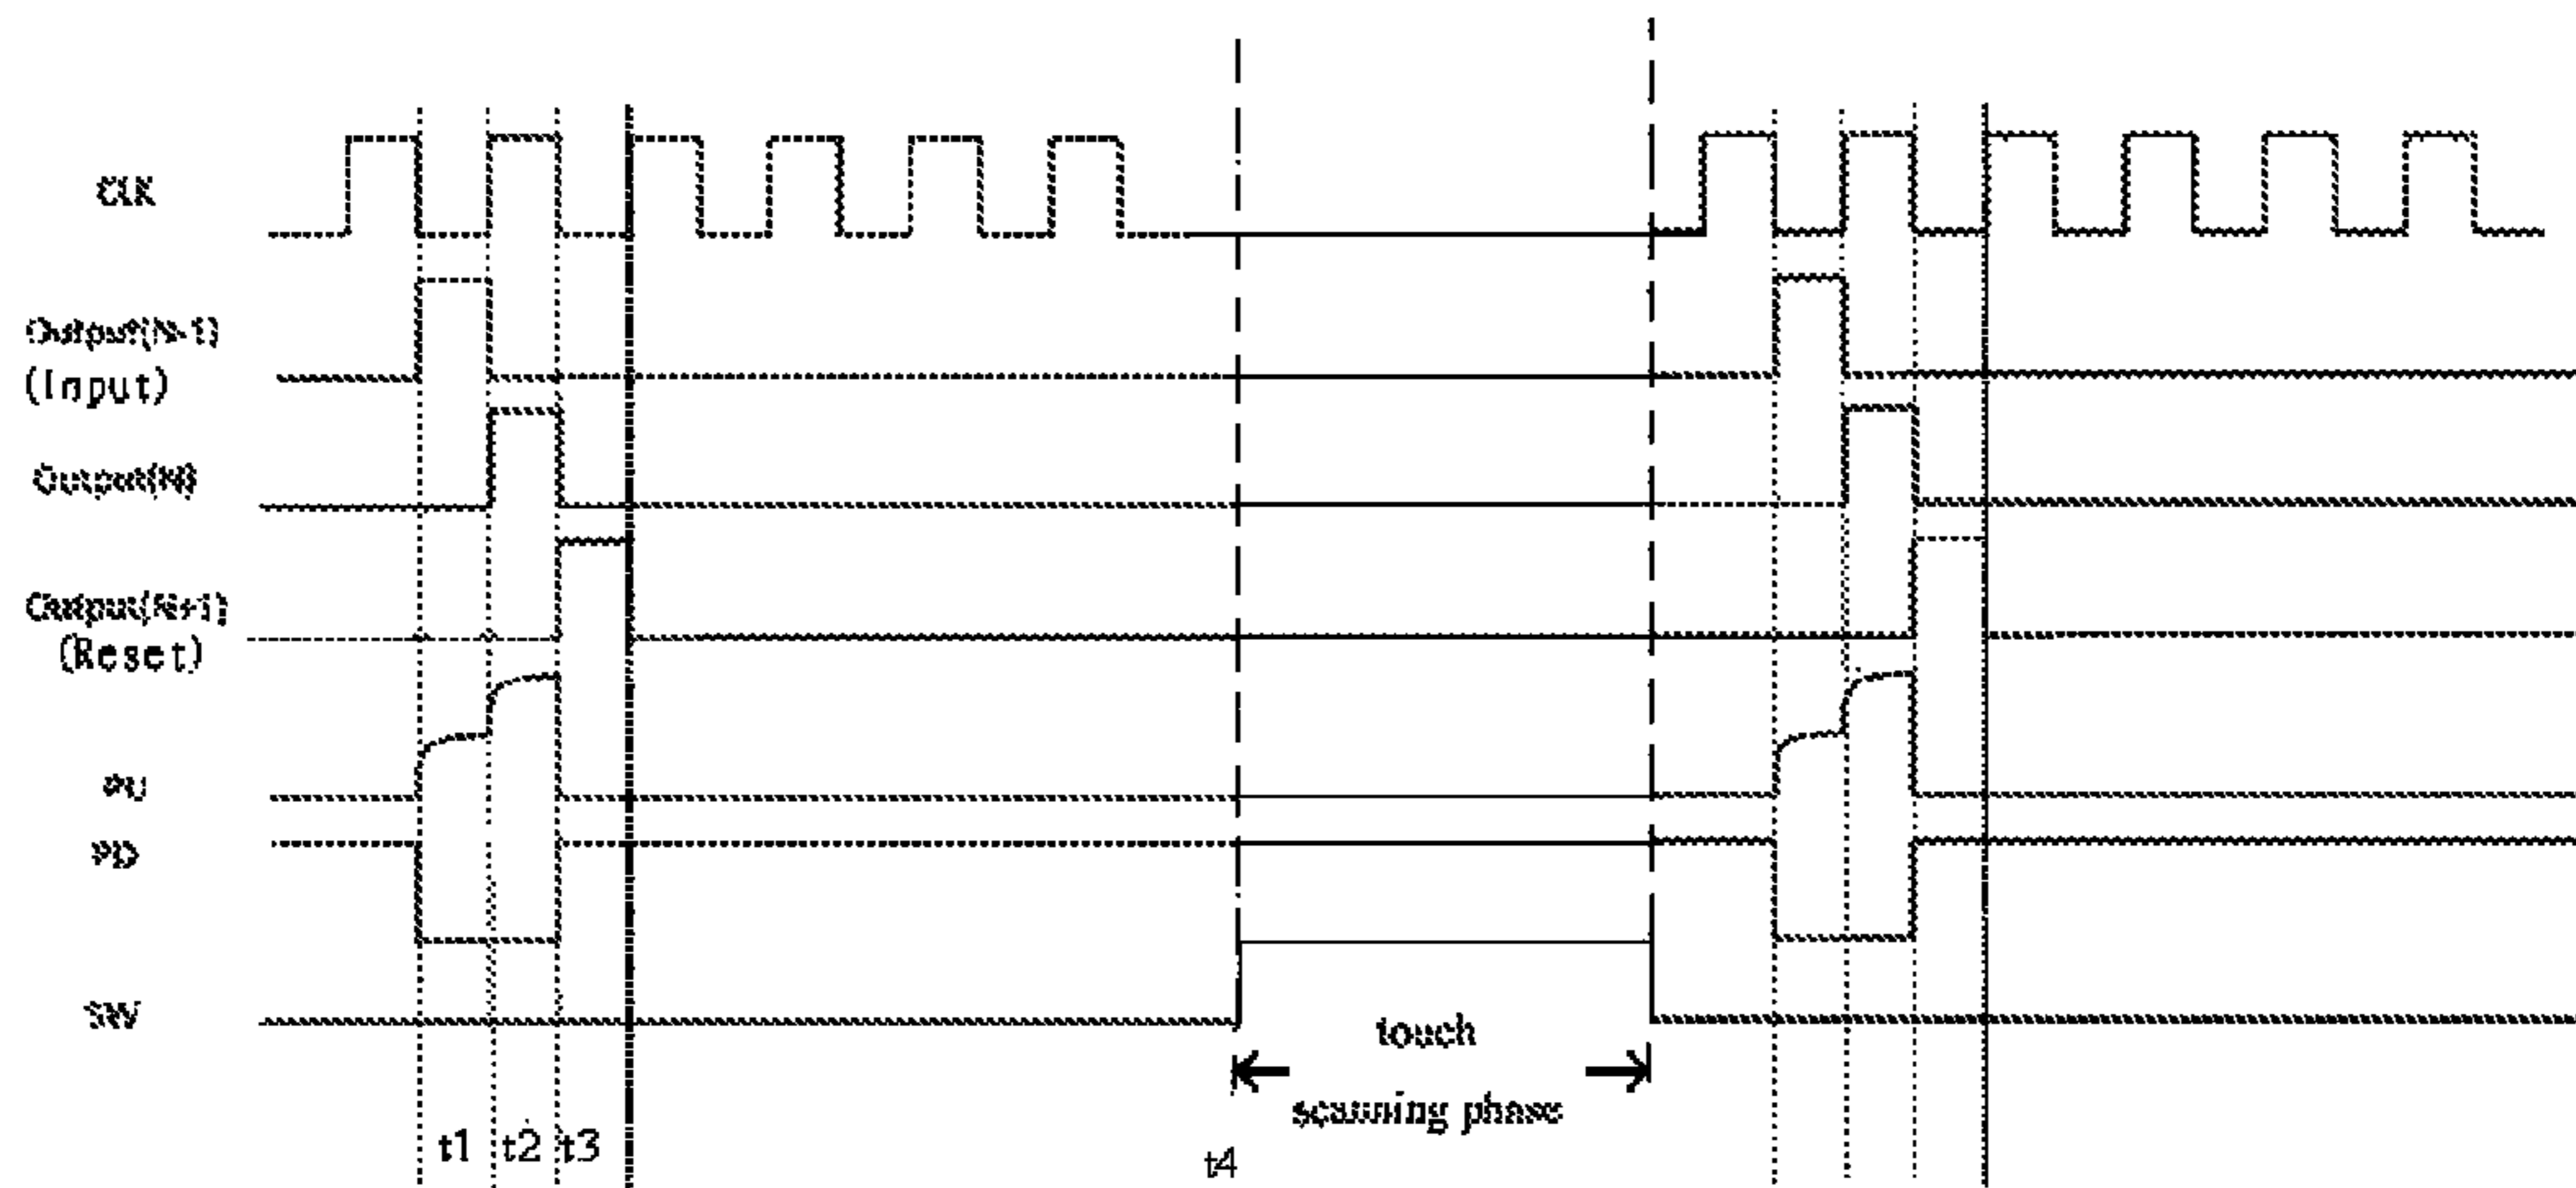 CLK
Output(N-1)
(Input)
Output(N)
Output(N+1)
(Reset)
PU
PD
SW
touch
scanning phase
t1
t2
t3
t4